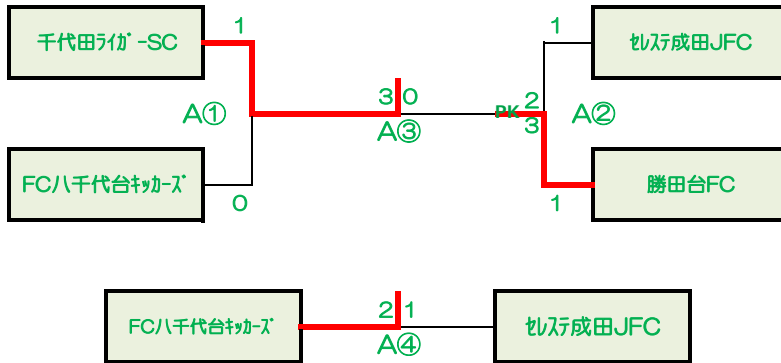 千代田ﾗｲｶﾞｰSC
1
1
ｾﾚｽﾃ成田JFC
A①
3 0
PK
2
3
A②
A③
FC八千代台ｷｯｶｰｽﾞ
0
1
勝田台FC
FC八千代台ｷｯｶｰｽﾞ
2 1
ｾﾚｽﾃ成田JFC
A④